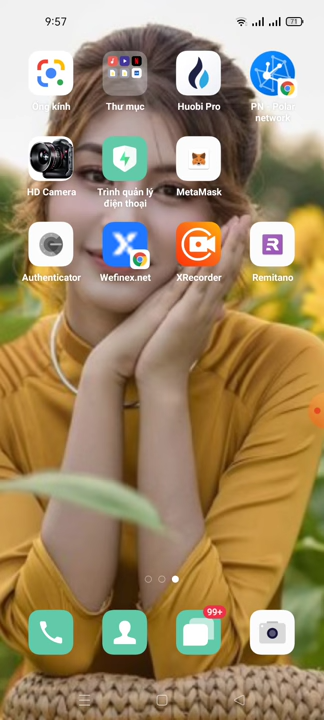 9:57
71
Ống kính
Thư mục
Huobi Pro
PN - Polar
network
HD Camera
Trình quản lý
điện thoại
MetaMask
Authenticator
Wefinex.net
XRecorder
Remitano
99+